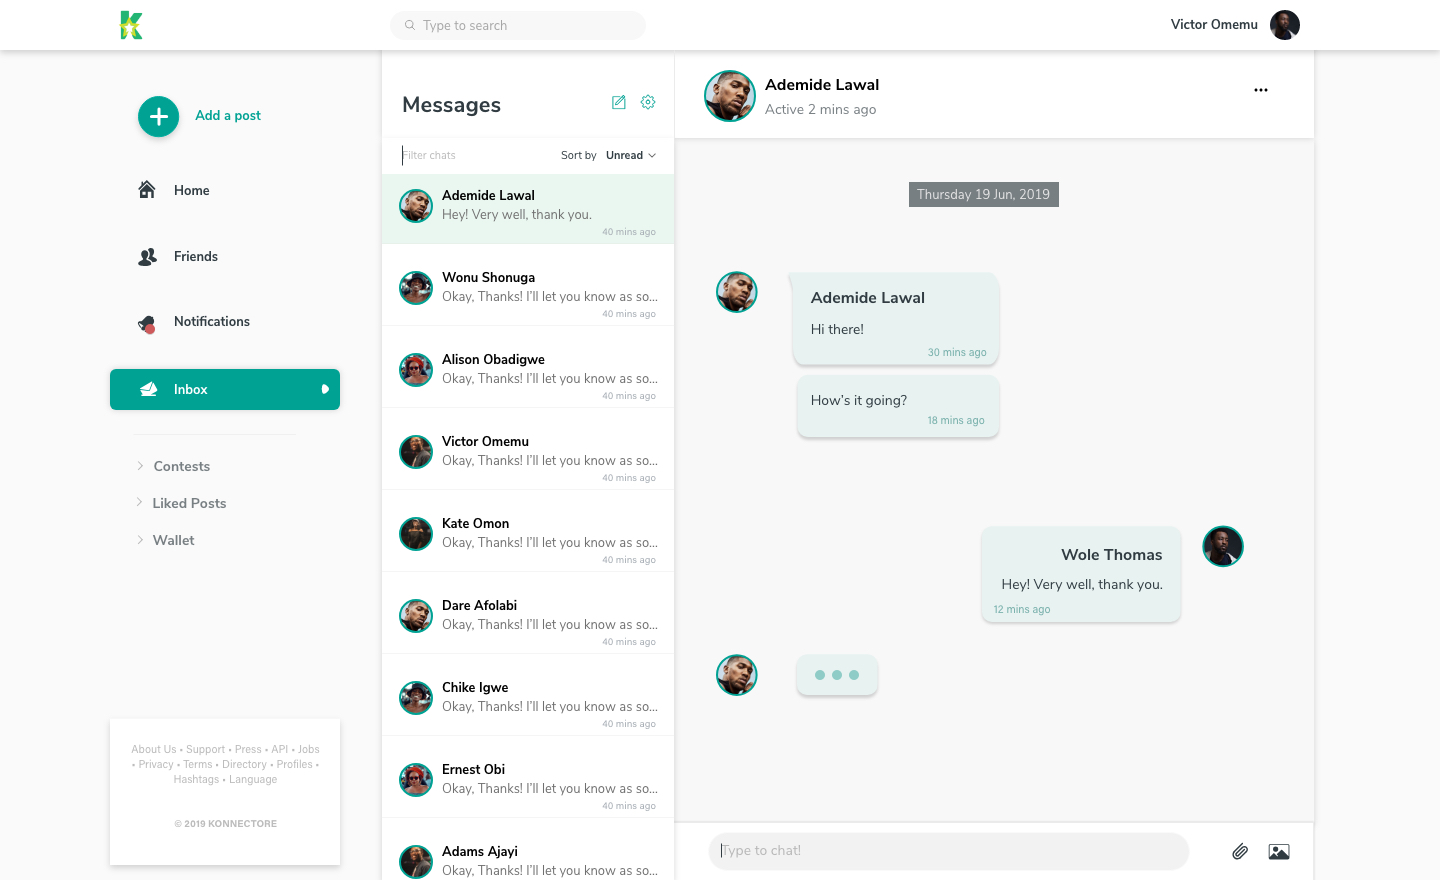 Type to search
Victor Omemu
Add a post
Home
Friends
Notifications
Inbox
Contests
Liked Posts
Wallet
About Us • Support • Press • API • Jobs
• Privacy • Terms • Directory • Profiles •
Hashtags • Language
© 2019 KONNECTORE
Messages
Filter chats
Sort by Unread
Ademide Lawal
Hey! Very well, thank you.
40 mins ago
Wonu Shonuga
Okay, Thanks! I'll let you know as so...
40 mins ago
Alison Obadigwe
Okay, Thanks! I'll let you know as so...
40 mins ago
Victor Omemu
Okay, Thanks! I'll let you know as so...
40 mins ago
Kate Omon
Okay, Thanks! I'll let you know as so...
40 mins ago
Dare Afolabi
Okay, Thanks! I'll let you know as so...
40 mins ago
Chike Igwe
Okay, Thanks! I'll let you know as so...
40 mins ago
Ernest Obi
Okay, Thanks! I'll let you know as so...
40 mins ago
Adams Ajayi
Okay, Thanks! I'll let you know as so...
Ademide Lawal
Active 2 mins ago
Thursday 19 Jun, 2019
Ademide Lawal
Hi there!
30 mins ago
How's it going?
18 mins ago
Wole Thomas
Hey! Very well, thank you.
12 mins ago
Type to chat!